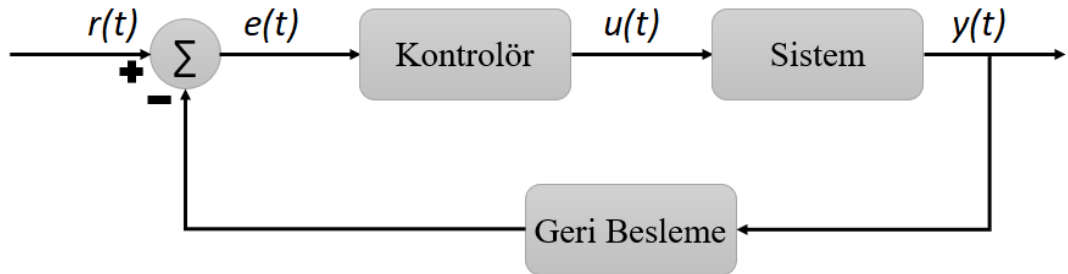 r(t)
+
−
∑
e(t)
Kontrolör
u(t)
Sistem
y(t)
Geri Besleme